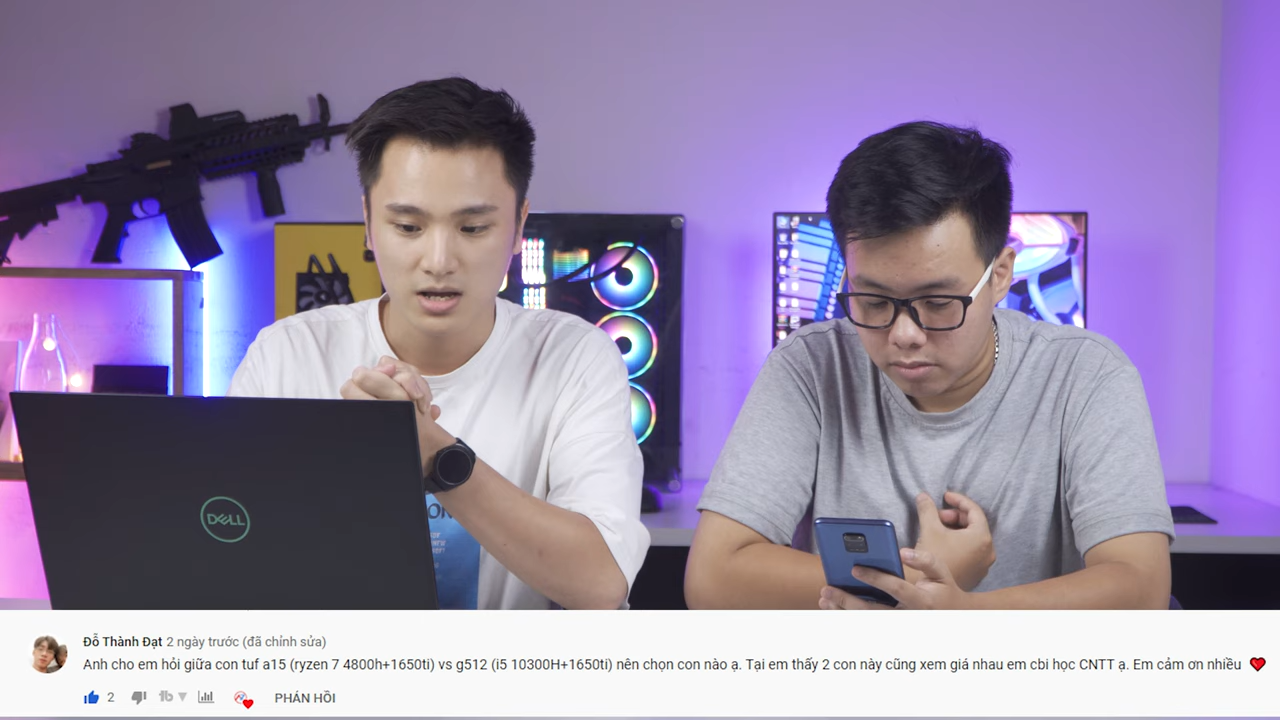 DELL
Đỗ Thành Đạt 2 ngày trước (đã chỉnh sửa)
Anh cho em hỏi giữa con tuf a15 (ryzen 7 4800h+1650ti) vs g512 (i5 10300H+1650ti) nên chọn con nào ạ. Tại em thấy 2 con này cũng xem giá nhau em cbi học CNTT ạ. Em cảm ơn nhiều ❤
2
PHẢN HỒI